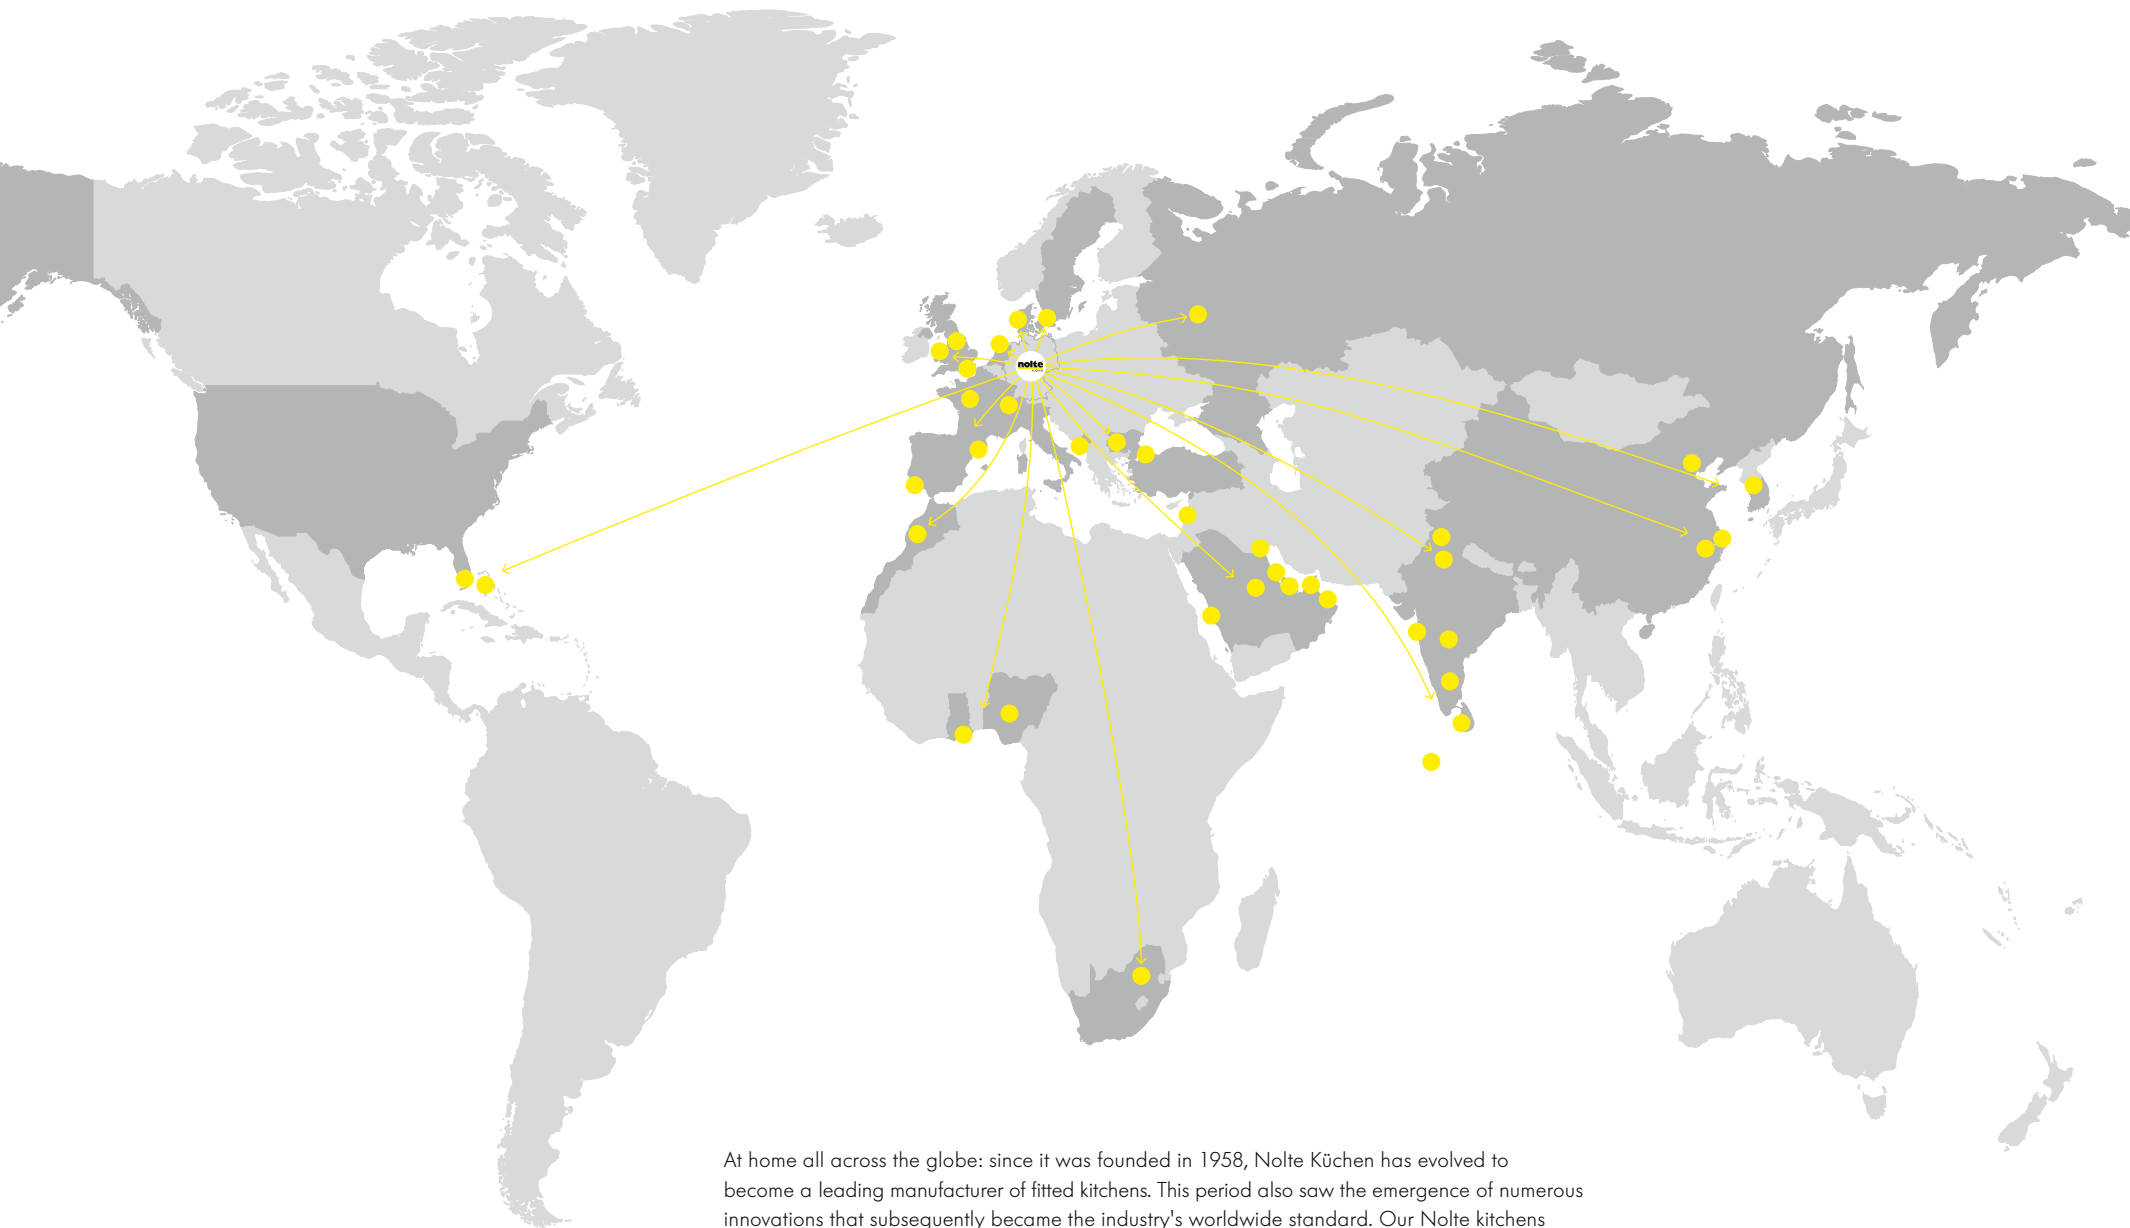 nolte
At home all across the globe: since it was founded in 1958, Nolte Küchen has evolved to
become a leading manufacturer of fitted kitchens. This period also saw the emergence of numerous
innovations that subsequently became the industry's worldwide standard. Our Nolte kitchens